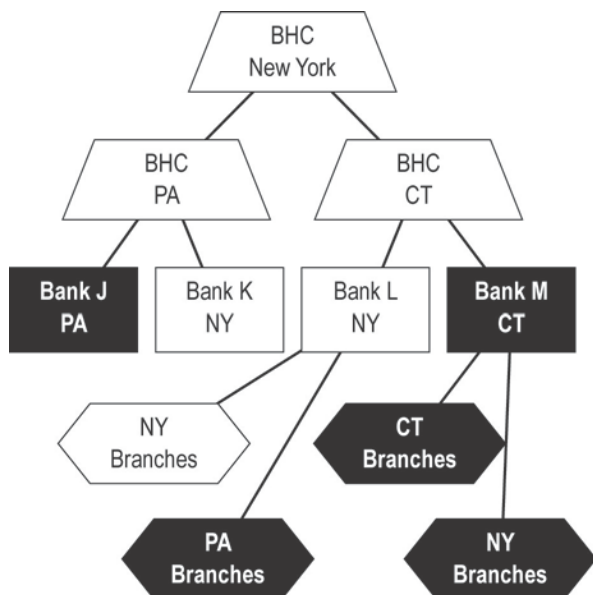 BHC
New York
BHC
PA
BHC
CT
Bank J
PA
Bank K
NY
Bank L
NY
Bank M
CT
NY
Branches
CT
Branches
PA
Branches
NY
Branches